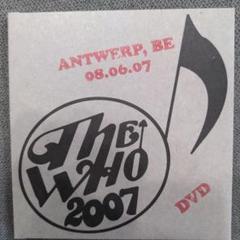 ANTWERP, BE
08.06.07
THE
WHO
2007
DVD